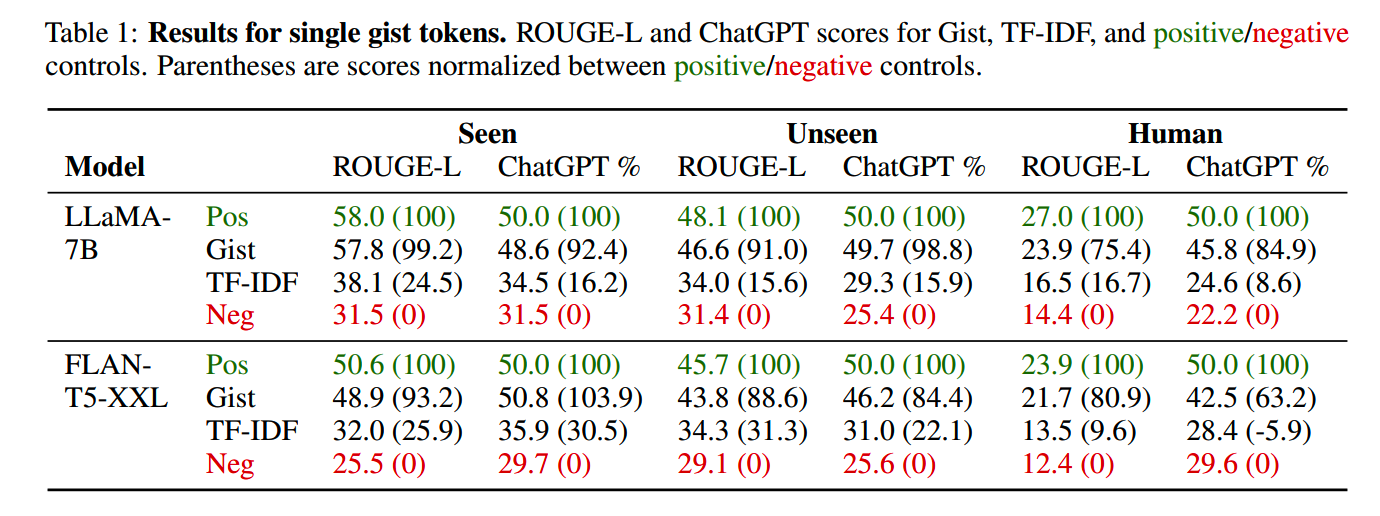 Table 1: Results for single gist tokens. ROUGE-L and ChatGPT scores for Gist, TF-IDF, and positive/negative
controls. Parentheses are scores normalized between positive/negative controls.
Seen Unseen Human
Model ROUGE-L ChatGPT % ROUGE-L ChatGPT % ROUGE-L ChatGPT %
LLaMA- Pos 58.0 (100) 50.0 (100) 48.1 (100) 50.0 (100) 27.0 (100) 50.0 (100)
7B Gist 57.8 (99.2) 48.6 (92.4) 46.6 (91.0) 49.7 (98.8) 23.9 (75.4) 45.8 (84.9)
TF-IDF 38.1 (24.5) 34.5 (16.2) 34.0 (15.6) 29.3 (15.9) 16.5 (16.7) 24.6 (8.6)
Neg 31.5 (0) 31.5 (0) 31.4 (0) 25.4 (0) 14.4 (0) 22.2 (0)
FLAN- Pos 50.6 (100) 50.0 (100) 45.7 (100) 50.0 (100) 23.9 (100) 50.0 (100)
T5-XXL Gist 48.9 (93.2) 50.8 (103.9) 43.8 (88.6) 46.2 (84.4) 21.7 (80.9) 42.5 (63.2)
TF-IDF 32.0 (25.9) 35.9 (30.5) 34.3 (31.3) 31.0 (22.1) 13.5 (9.6) 28.4 (-5.9)
Neg 25.5 (0) 29.7 (0) 29.1 (0) 25.6 (0) 12.4 (0) 29.6 (0)